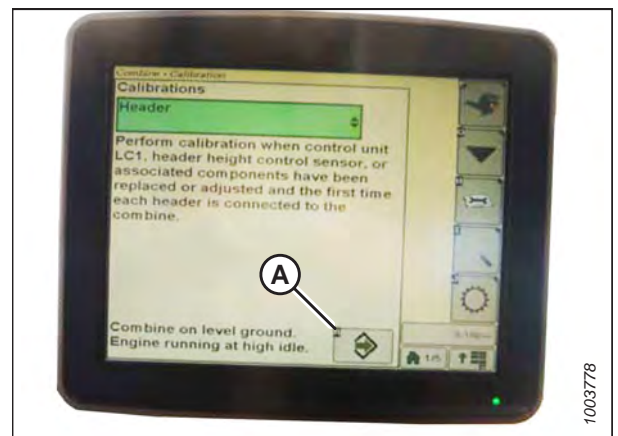 Combine - Calibration
Calibrations
Header
Perform calibration when control unit
LC1, header height control sensor, or
associated components have been
replaced or adjusted and the first time
each header is connected to the
combine.
A
Combine on level ground.
Engine running at high idle.
1/5
1003778